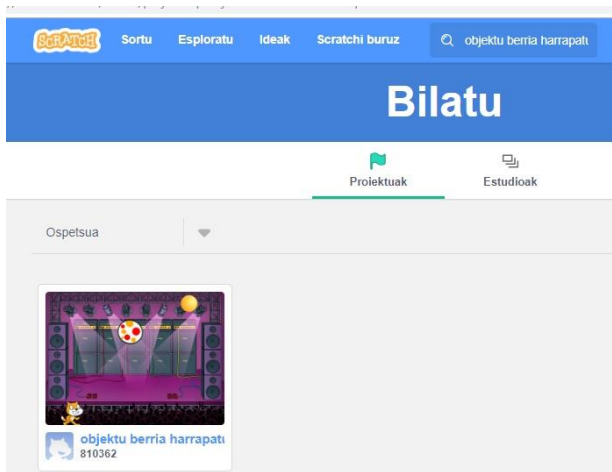 SCRATCH Sortu Esploratu Ideak Scratchi buruz objektu berria harrapatu
Bilatu
Proiektuak Estudioak
Ospetsua
objektu berria harrapatu
810362